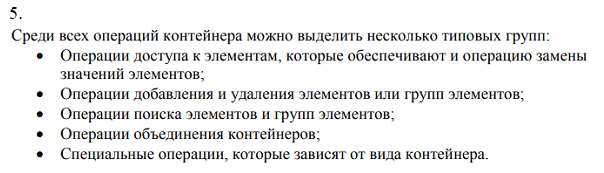 5.
Среди всех операций контейнера можно выделить несколько типовых групп:
• Операции доступа к элементам, которые обеспечивают и операцию замены
значений элементов;
• Операции добавления и удаления элементов или групп элементов;
• Операции поиска элементов и групп элементов;
• Операции объединения контейнеров;
• Специальные операции, которые зависят от вида контейнера.